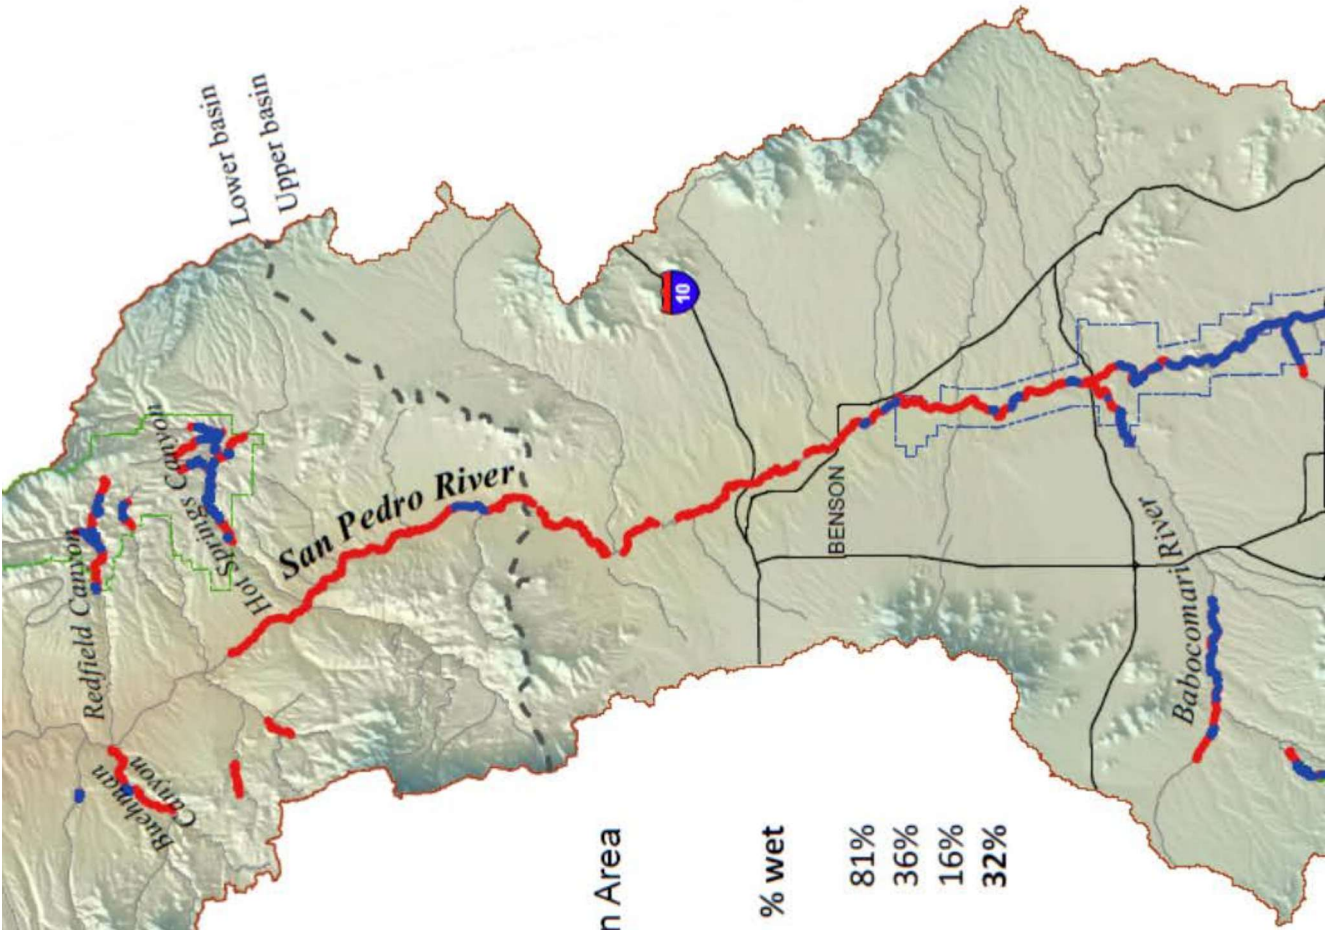 Lower basin
Upper basin
10
Redfield Canyon
Hot Springs Canyon
San Pedro River
Buehman
Canyon
BENSON
Babocomari River
n Area
% wet
81%
36%
16%
32%